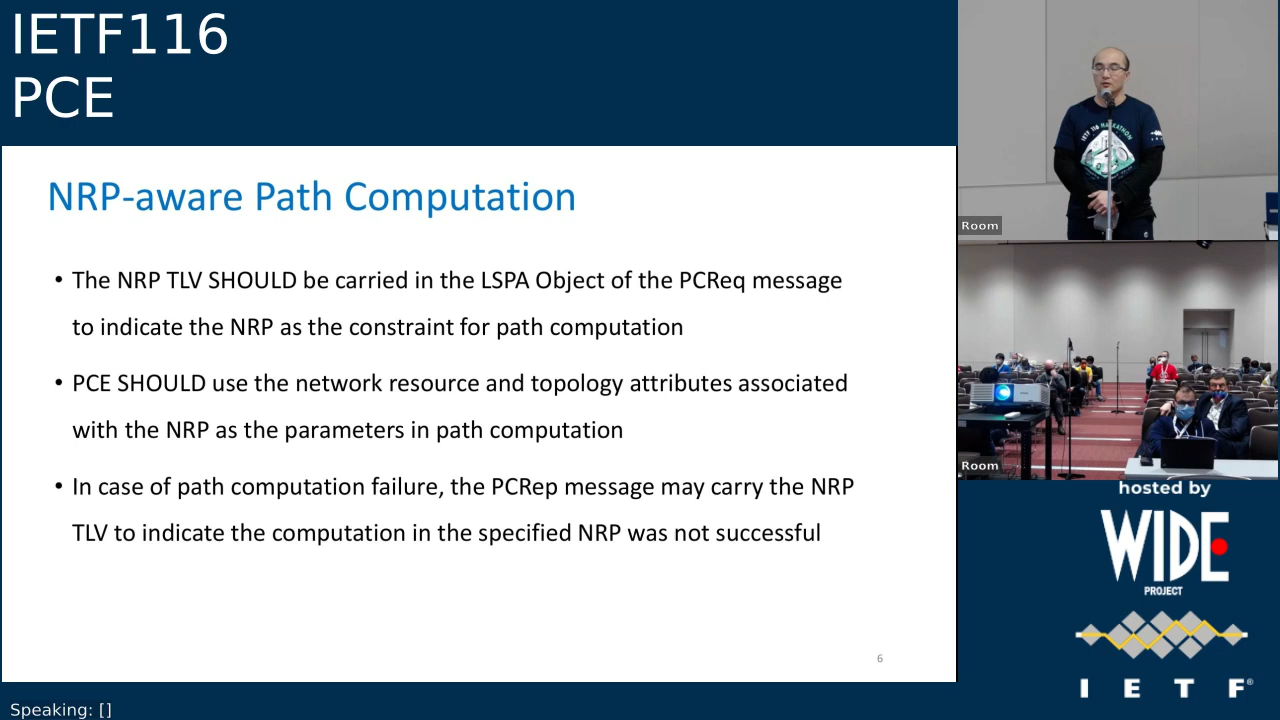 IETF116
PCE
NRP-aware Path Computation
• The NRP TLV SHOULD be carried in the LSPA Object of the PCReq message
to indicate the NRP as the constraint for path computation
• PCE SHOULD use the network resource and topology attributes associated
with the NRP as the parameters in path computation
• In case of path computation failure, the PCRep message may carry the NRP
TLV to indicate the computation in the specified NRP was not successful
6
Speaking: []
IETF 116 HACKATHON
Room
Room
hosted by
WIDE
PROJECT
I E T F®